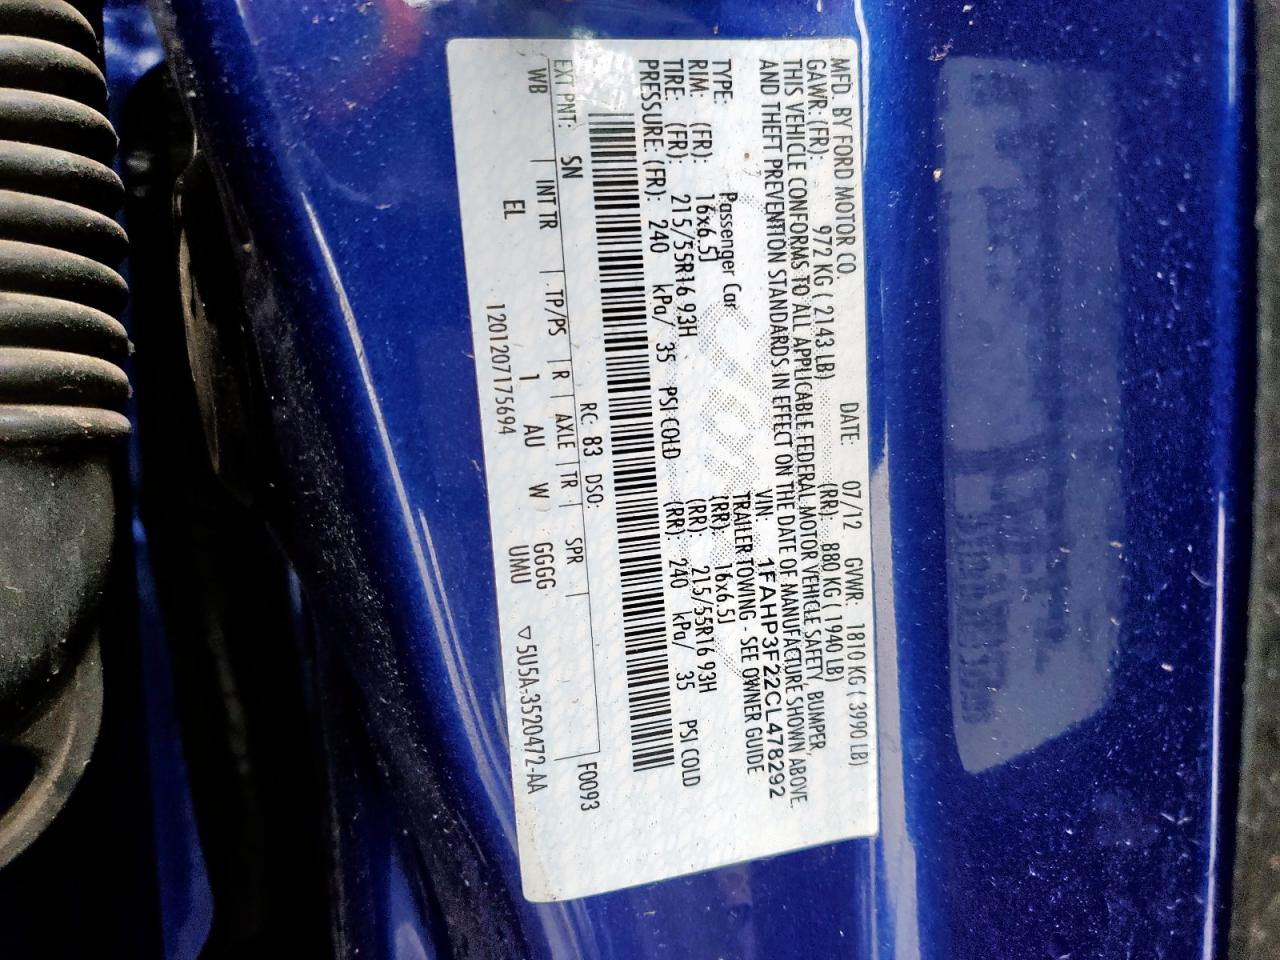 MFD. BY FORD MOTOR CO. DATE: 07/12 GVWR: 1810 KG ( 3990 LB)
GAWR: (FR): 972 KG ( 2143 LB) (RR): 880 KG ( 1940 LB)
THIS VEHICLE CONFORMS TO ALL APPLICABLE FEDERAL MOTOR VEHICLE SAFETY, BUMPER,
AND THEFT PREVENTION STANDARDS IN EFFECT ON THE DATE OF MANUFACTURE SHOWN ABOVE.
VIN: 1FAHP3F22CL478292
TYPE: Passenger Car TRAILER TOWING - SEE OWNER GUIDE
RIM: (FR): 16x6.5J (RR): 16x6.5J
TIRE: (FR): 215/55R16 93H (RR): 215/55R16 93H
PRESSURE: (FR): 240 kPa/ 35 PSI COLD (RR): 240 kPa/ 35 PSI COLD
EXT PNT: SN RC: 83 DSO: F0093
WB INT TR TP/PS R AXLE TR SPR
EL 1 AU W GGGG
1201207175694 UMU ▽5U5A-3520472-AA